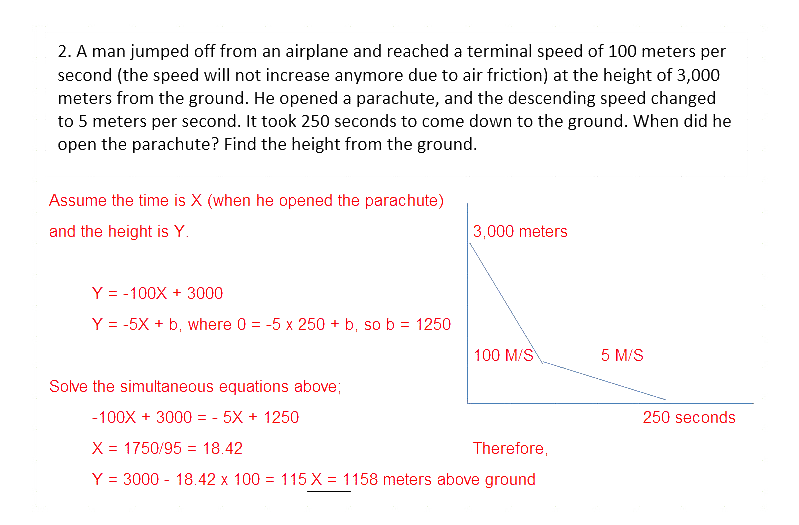 2. A man jumped off from an airplane and reached a terminal speed of 100 meters per
second (the speed will not increase anymore due to air friction) at the height of 3,000
meters from the ground. He opened a parachute, and the descending speed changed
to 5 meters per second. It took 250 seconds to come down to the ground. When did he
open the parachute? Find the height from the ground.
Assume the time is X (when he opened the parachute)
and the height is Y.
3,000 meters
Y = -100X + 3000
Y = -5X + b, where 0 = -5 x 250 + b, so b = 1250
100 M/S
5 M/S
Solve the simultaneous equations above;
-100X + 3000 = - 5X + 1250
250 seconds
X = 1750/95 = 18.42
Therefore,
Y = 3000 - 18.42 x 100 = 115 X = 1158 meters above ground